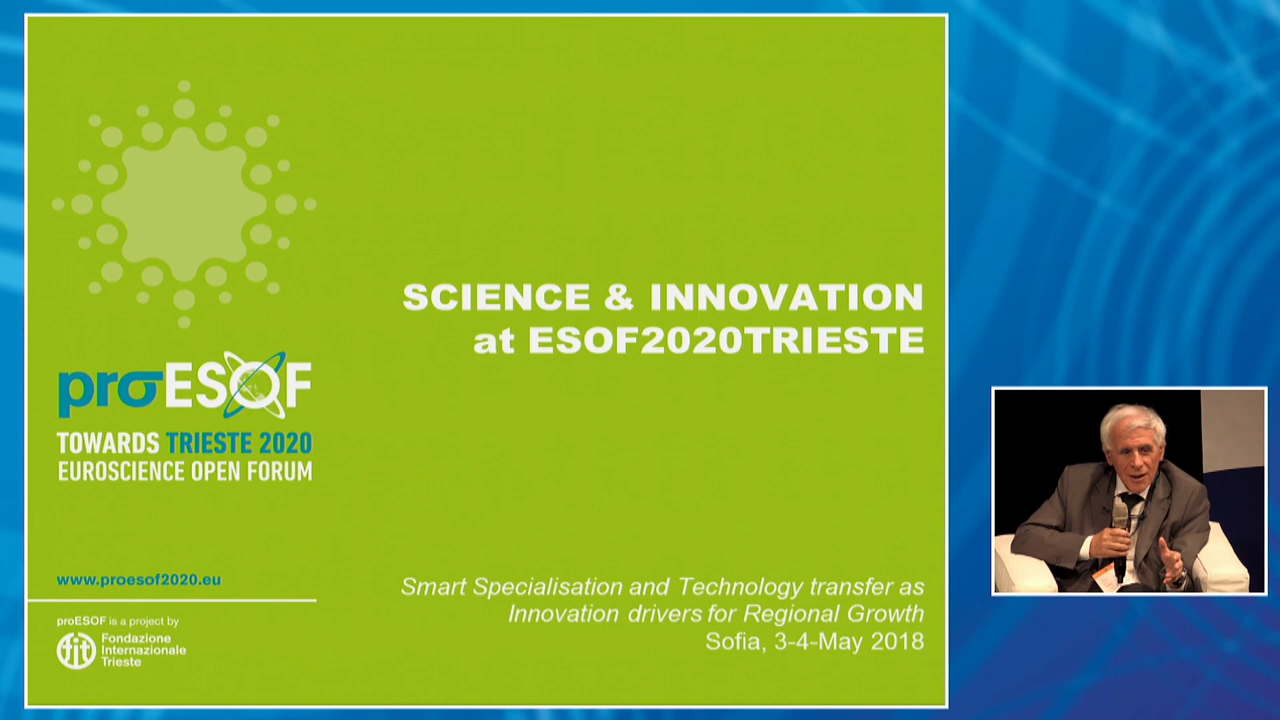 SCIENCE & INNOVATION
at ESOF2020TRIESTE
proESOF
TOWARDS TRIESTE 2020
EUROSCIENCE OPEN FORUM
www.proesof2020.eu
proESOF is a project by
fit
Fondazione
Internazionale
Trieste
Smart Specialisation and Technology transfer as
Innovation drivers for Regional Growth
Sofia, 3-4-May 2018